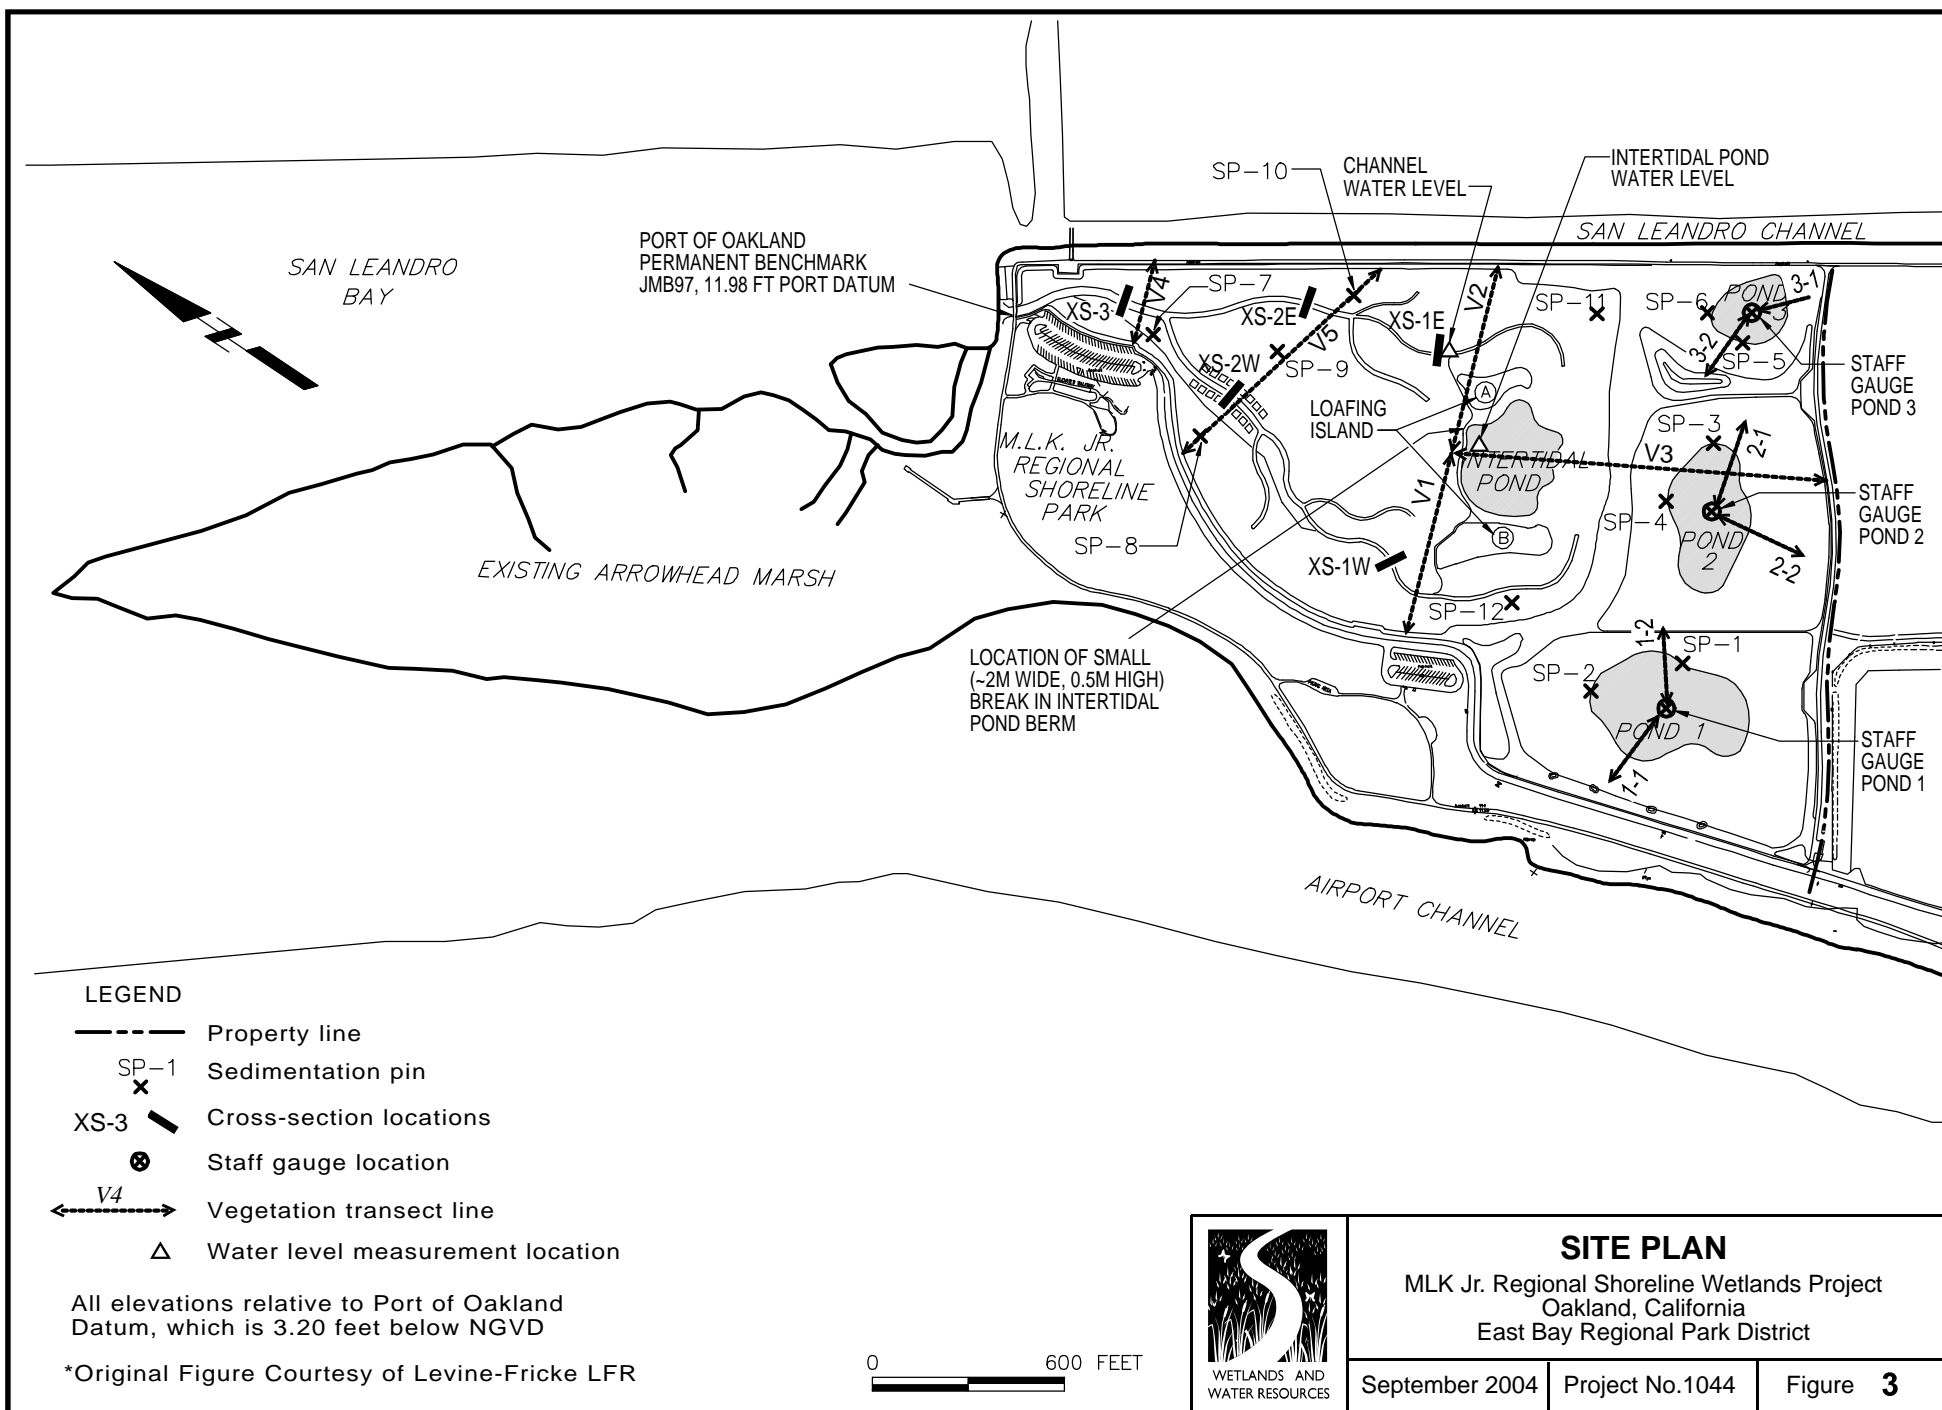 SP-10
CHANNEL
WATER LEVEL
INTERTIDAL POND
WATER LEVEL
SAN LEANDRO CHANNEL
SAN LEANDRO
BAY
PORT OF OAKLAND
PERMANENT BENCHMARK
JMB97, 11.98 FT PORT DATUM
XS-3
V4
SP-7
XS-2E
V5
XS-1E
V2
SP-11
SP-6
POND
3
3-1
3-2
SP-5
STAFF
GAUGE
POND 3
XS-2W
SP-9
LOAFING
ISLAND
A
SP-3
2-1
V3
M.L.K. JR.
REGIONAL
SHORELINE
PARK
INTERTIDAL
POND
V1
SP-4
STAFF
GAUGE
POND 2
POND
2
2-2
SP-8
B
XS-1W
EXISTING ARROWHEAD MARSH
SP-12
1-2
SP-1
SP-2
LOCATION OF SMALL
(~2M WIDE, 0.5M HIGH)
BREAK IN INTERTIDAL
POND BERM
POND 1
1-1
STAFF
GAUGE
POND 1
AIRPORT CHANNEL
LEGEND
Property line
SP-1
Sedimentation pin
XS-3
Cross-section locations
Staff gauge location
V4
Vegetation transect line
Water level measurement location
All elevations relative to Port of Oakland
Datum, which is 3.20 feet below NGVD
*Original Figure Courtesy of Levine-Fricke LFR
0 600 FEET
WETLANDS AND
WATER RESOURCES
SITE PLAN
MLK Jr. Regional Shoreline Wetlands Project
Oakland, California
East Bay Regional Park District
September 2004
Project No.1044
Figure 3